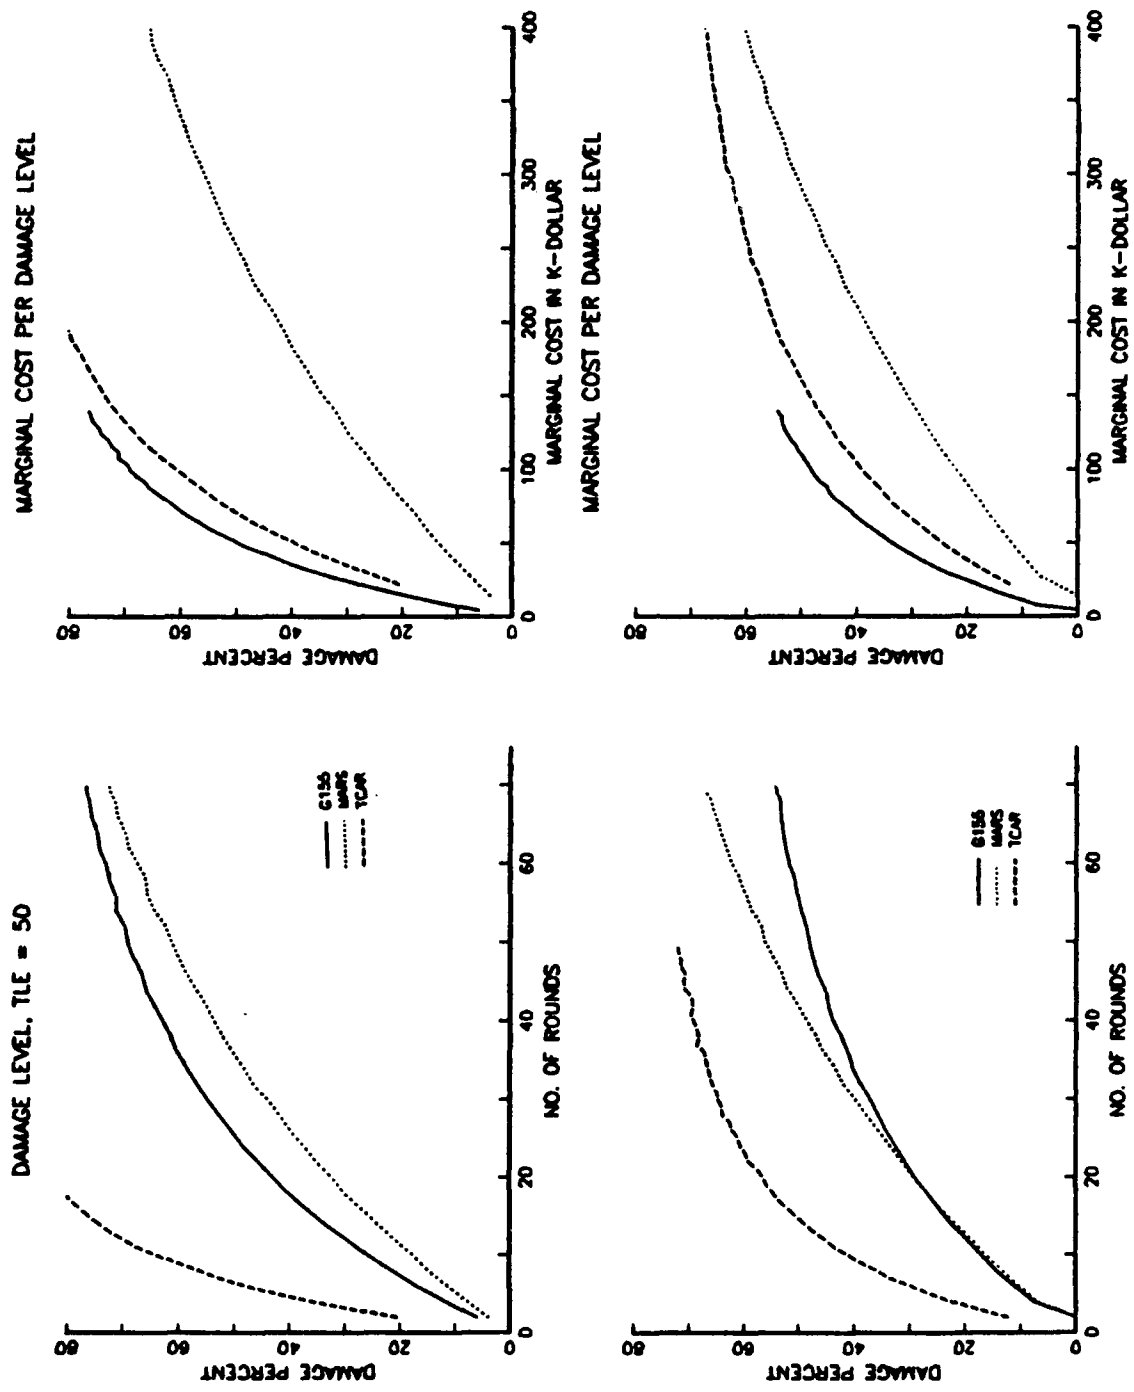 DAMAGE LEVEL, TLE = 50
80
60
40
20
0
DAMAGE PERCENT
0
20
40
60
NO. OF ROUNDS
G155
MARS
TCAR
MARGINAL COST PER DAMAGE LEVEL
80
60
40
20
0
DAMAGE PERCENT
0
100
200
300
400
MARGINAL COST IN K-DOLLAR
80
60
40
20
0
DAMAGE PERCENT
0
20
40
60
NO. OF ROUNDS
G155
MARS
TCAR
MARGINAL COST PER DAMAGE LEVEL
80
60
40
20
0
DAMAGE PERCENT
0
100
200
300
400
MARGINAL COST IN K-DOLLAR